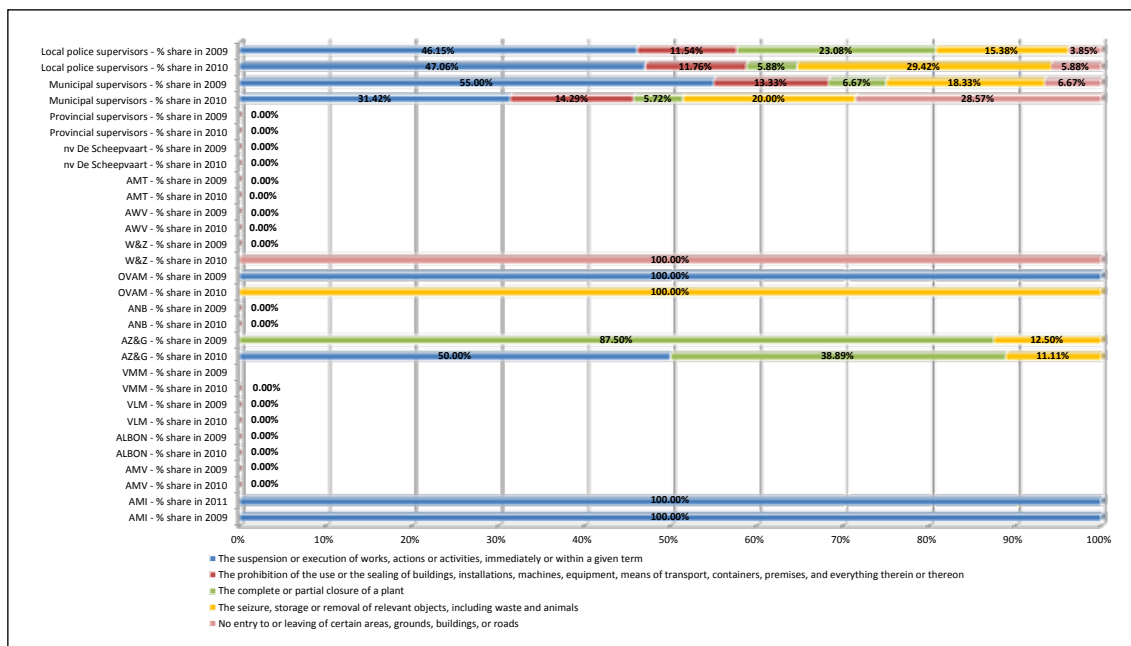 Local police supervisors - % share in 2009 46.15% 11.54% 23.08% 15.38% 3.85%
Local police supervisors - % share in 2010 47.06% 11.76% 5.88% 29.42% 5.88%
Municipal supervisors - % share in 2009 55.00% 13.33% 6.67% 18.33% 6.67%
Municipal supervisors - % share in 2010 31.42% 14.29% 5.72% 20.00% 28.57%
Provincial supervisors - % share in 2009 0.00%
Provincial supervisors - % share in 2010 0.00%
nv De Scheepvaart - % share in 2009 0.00%
nv De Scheepvaart - % share in 2010 0.00%
AMT - % share in 2009 0.00%
AMT - % share in 2010 0.00%
AWV - % share in 2009 0.00%
AWV - % share in 2010 0.00%
W&Z - % share in 2009 0.00%
W&Z - % share in 2010 100.00%
OVAM - % share in 2009 100.00%
OVAM - % share in 2010 100.00%
ANB - % share in 2009 0.00%
ANB - % share in 2010 0.00%
AZ&G - % share in 2009 87.50% 12.50%
AZ&G - % share in 2010 50.00% 38.89% 11.11%
VMM - % share in 2009
VMM - % share in 2010 0.00%
VLM - % share in 2009 0.00%
VLM - % share in 2010 0.00%
ALBON - % share in 2009 0.00%
ALBON - % share in 2010 0.00%
AMV - % share in 2009 0.00%
AMV - % share in 2010 0.00%
AMI - % share in 2011 100.00%
AMI - % share in 2009 100.00%
0% 10% 20% 30% 40% 50% 60% 70% 80% 90% 100%
The suspension or execution of works, actions or activities, immediately or within a given term
The prohibition of the use or the sealing of buildings, installations, machines, equipment, means of transport, containers, premises, and everything therein or thereon
The complete or partial closure of a plant
The seizure, storage or removal of relevant objects, including waste and animals
No entry to or leaving of certain areas, grounds, buildings, or roads